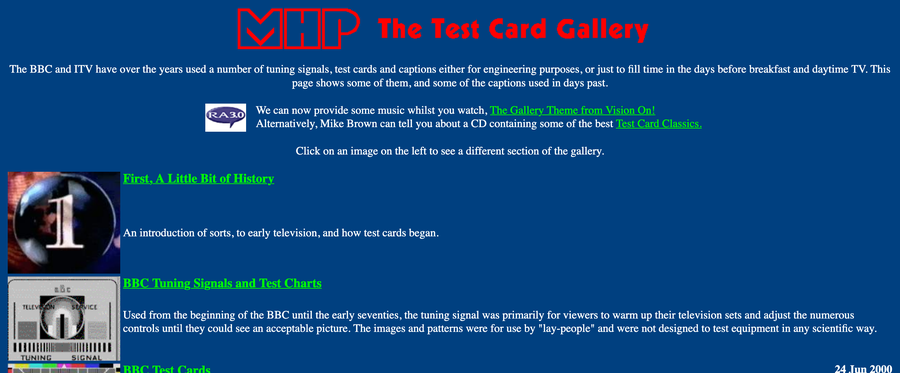 MHP The Test Card Gallery
The BBC and ITV have over the years used a number of tuning signals, test cards and captions either for engineering purposes, or just to fill time in the days before breakfast and daytime TV. This
page shows some of them, and some of the captions used in days past.
RA3.0
We can now provide some music whilst you watch, The Gallery Theme from Vision On!
Alternatively, Mike Brown can tell you about a CD containing some of the best Test Card Classics.
Click on an image on the left to see a different section of the gallery.
1
First, A Little Bit of History
An introduction of sorts, to early television, and how test cards began.
BBC
TELEVISION SERVICE
TUNING SIGNAL
BBC Tuning Signals and Test Charts
Used from the beginning of the BBC until the early seventies, the tuning signal was primarily for viewers to warm up their television sets and adjust the numerous
controls until they could see an acceptable picture. The images and patterns were for use by "lay-people" and were not designed to test equipment in any scientific way.
BBC Test Cards
24 Jun 2000